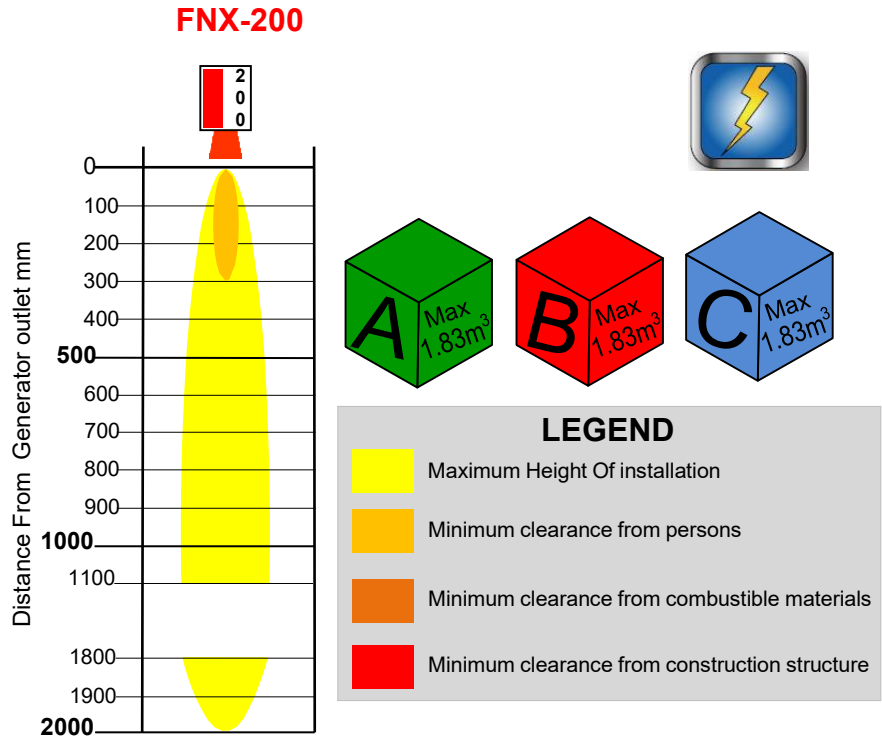 FNX-200
2
0
0
Distance From Generator outlet mm
0
100
200
300
400
500
600
700
800
900
1000
1100
1800
1900
2000
A
Max
1.83m³
B
Max
1.83m³
C
Max
1.83m³
LEGEND
Maximum Height Of installation
Minimum clearance from persons
Minimum clearance from combustible materials
Minimum clearance from construction structure